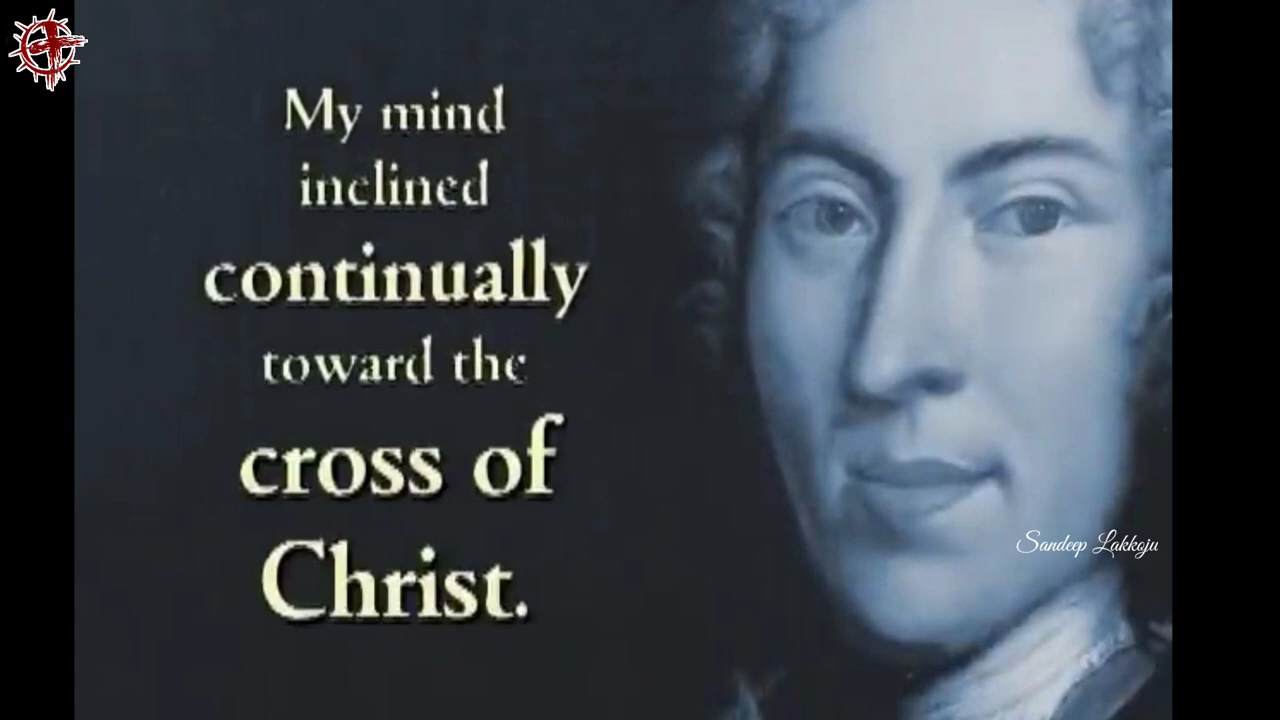 My mind
inclined
continually
toward the
cross of
Christ.
Sandeep Lakkoju